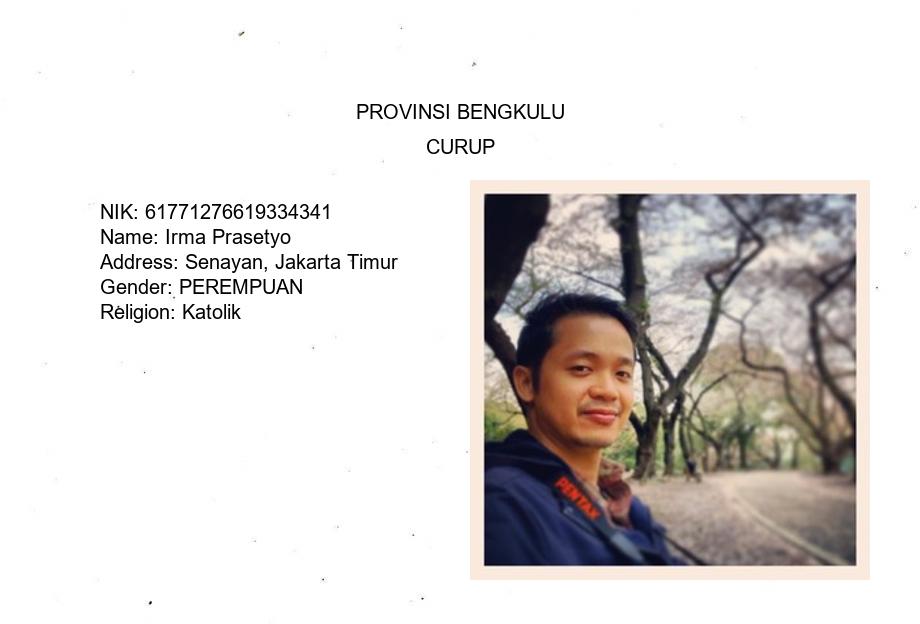 PROVINSI BENGKULU
CURUP
NIK: 61771276619334341
Name: Irma Prasetyo
Address: Senayan, Jakarta Timur
Gender: PEREMPUAN
Religion: Katolik
PENTAX